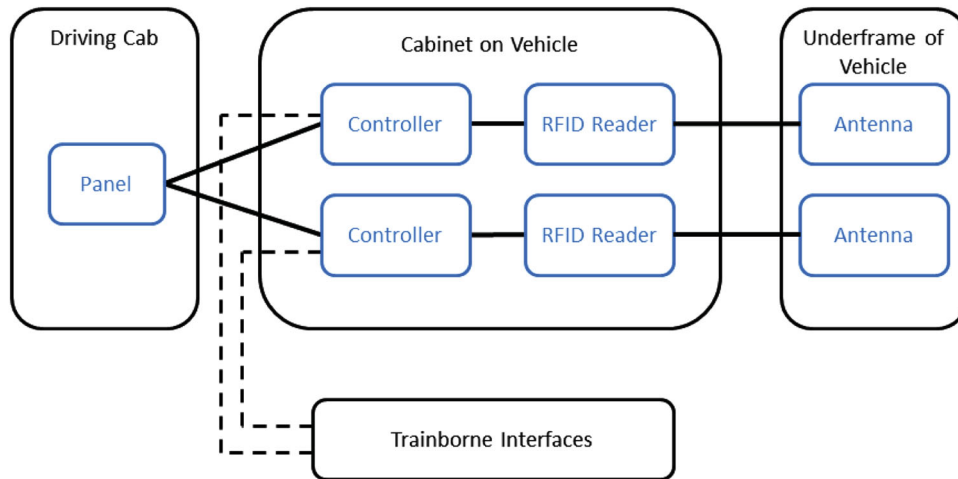 Driving Cab
Cabinet on Vehicle
Underframe of
Vehicle
Controller
RFID Reader
Antenna
Panel
Controller
RFID Reader
Antenna
Trainborne Interfaces